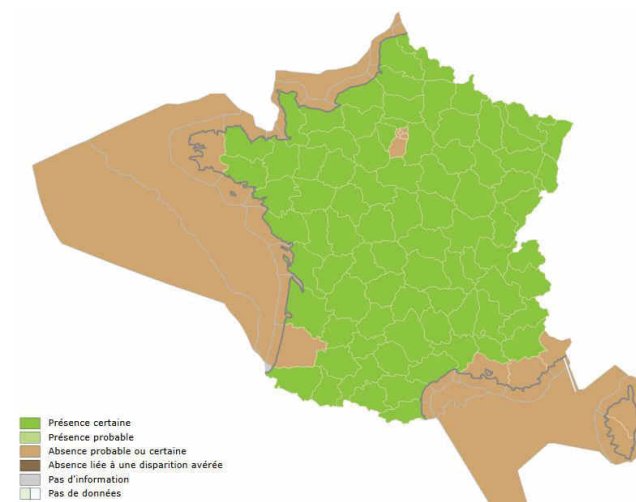 Présence certaine
Présence probable
Absence probable ou certaine
Absence liée à une disparition avérée
Pas d'information
Pas de données